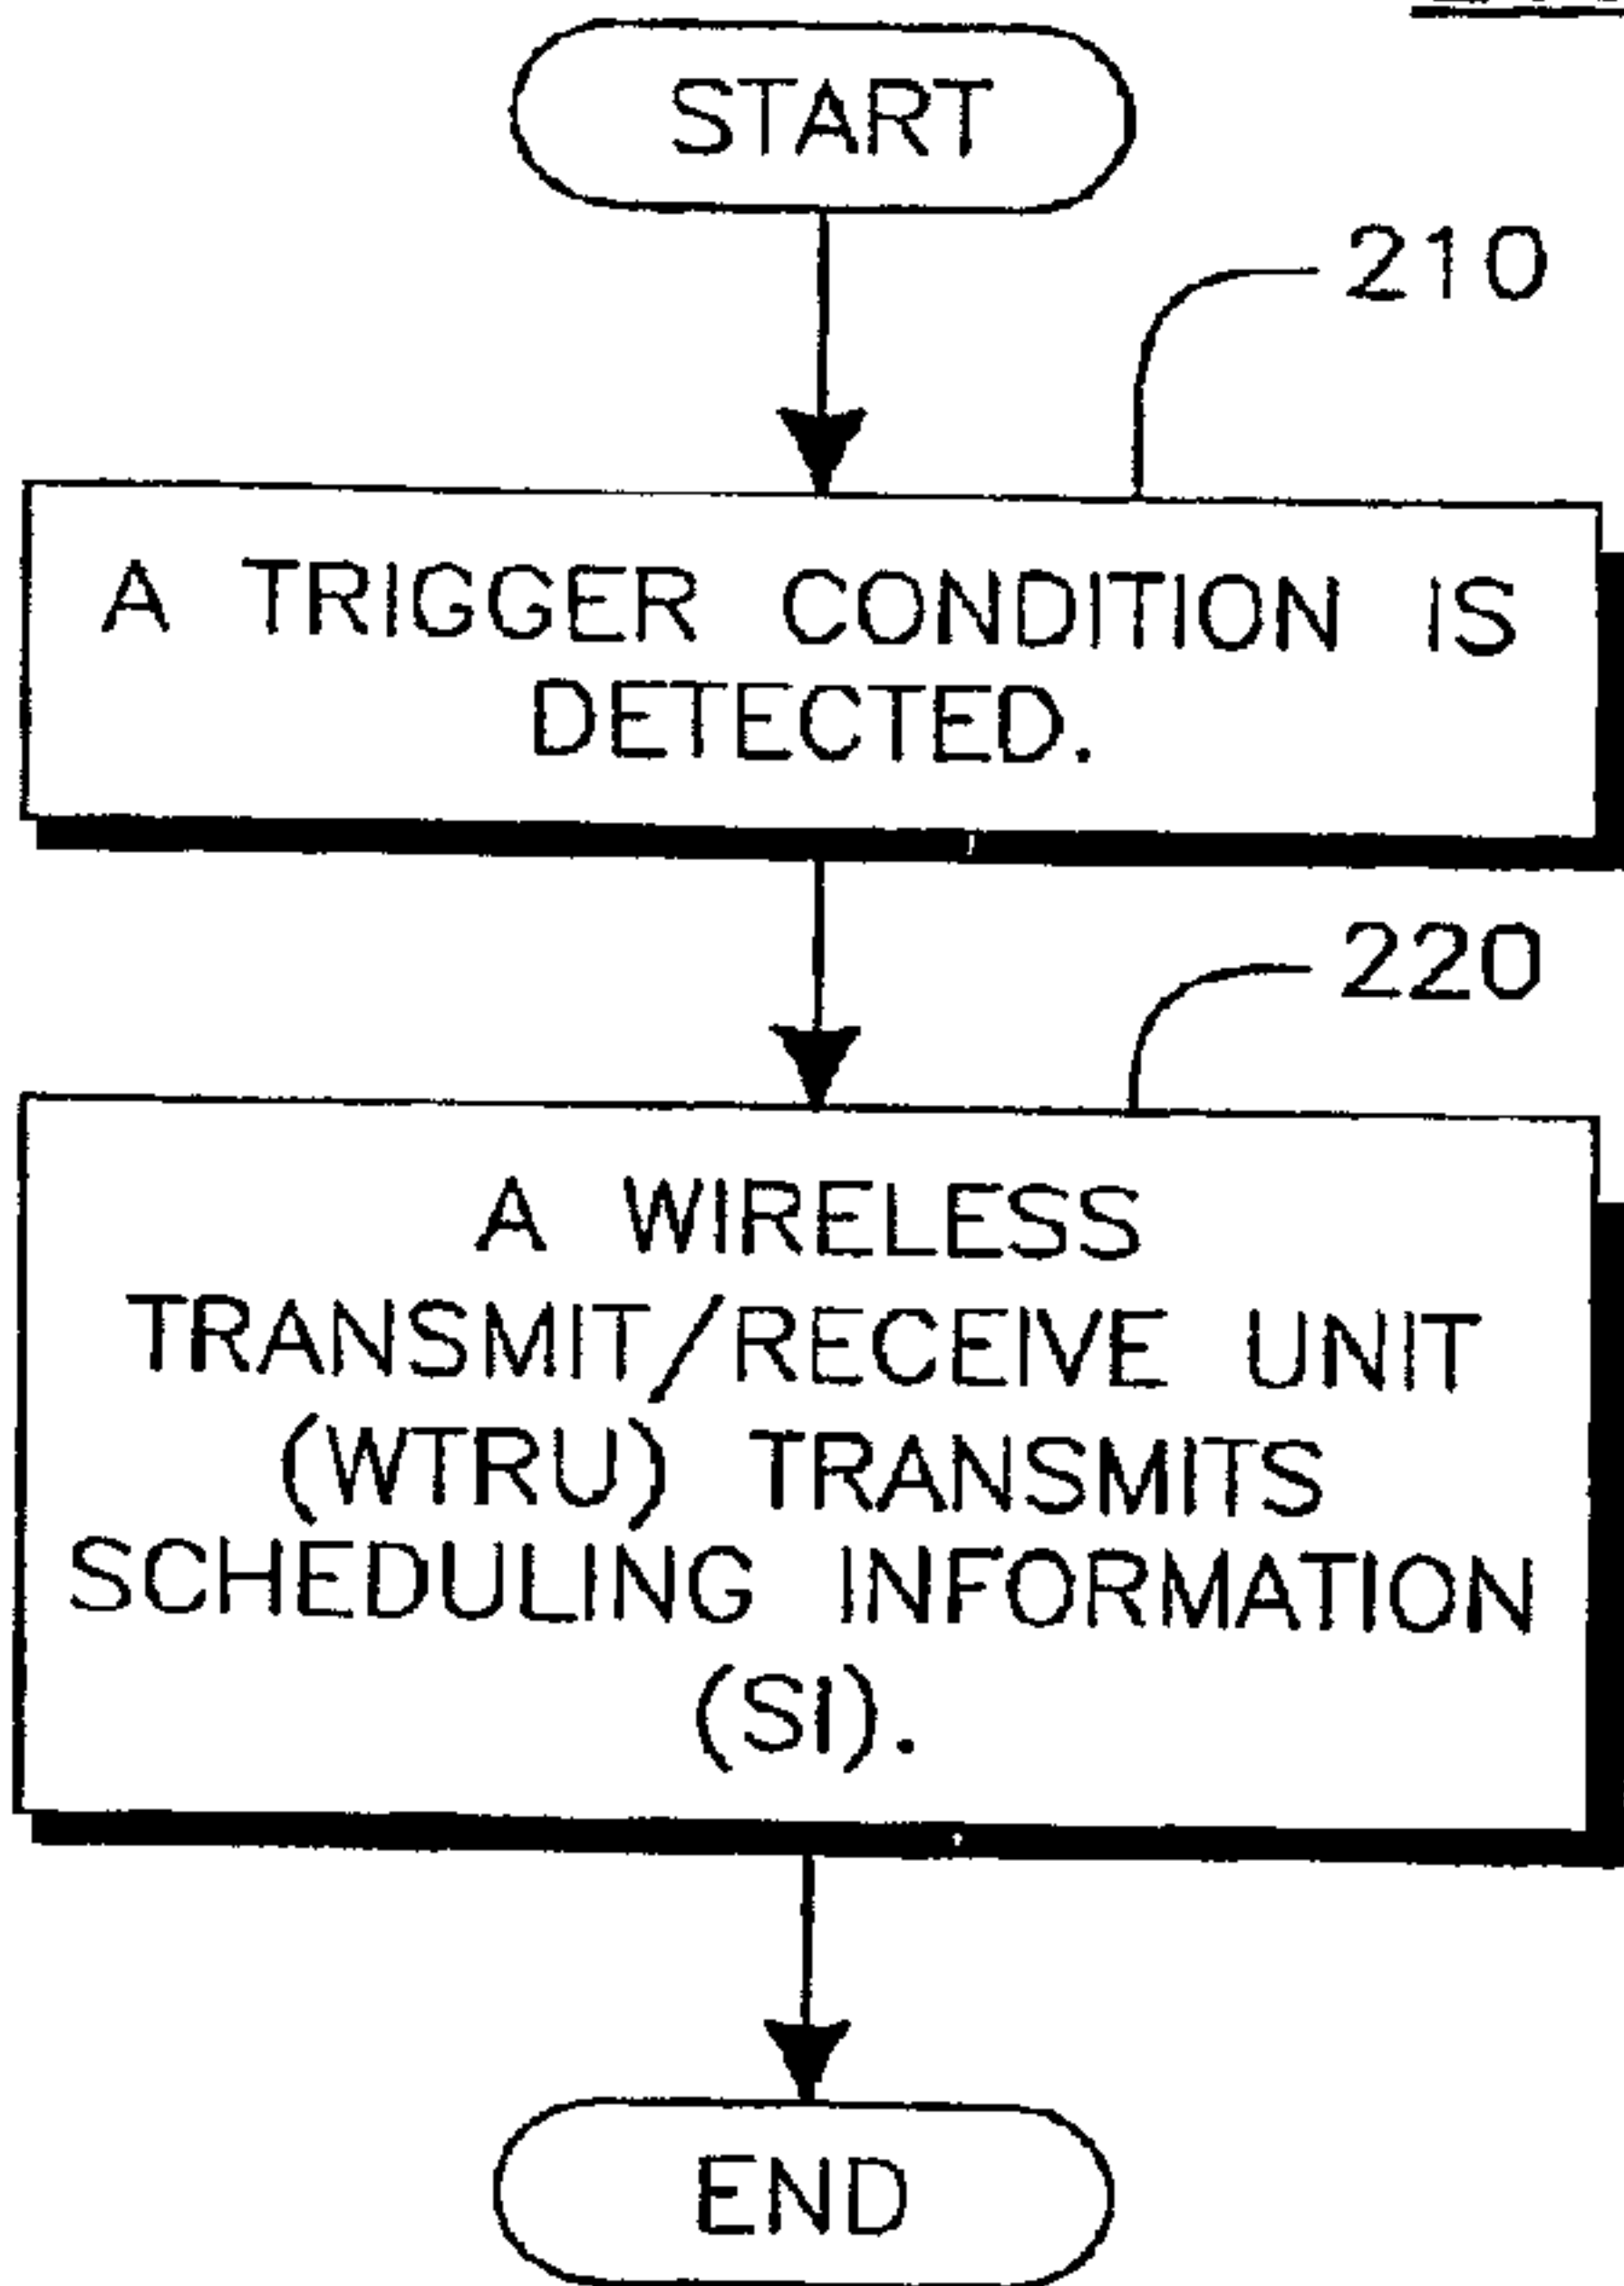 START
210
A TRIGGER CONDITION IS
DETECTED.
220
A WIRELESS
TRANSMIT/RECEIVE UNIT
(WTRU) TRANSMITS
SCHEDULING INFORMATION
(SI).
END